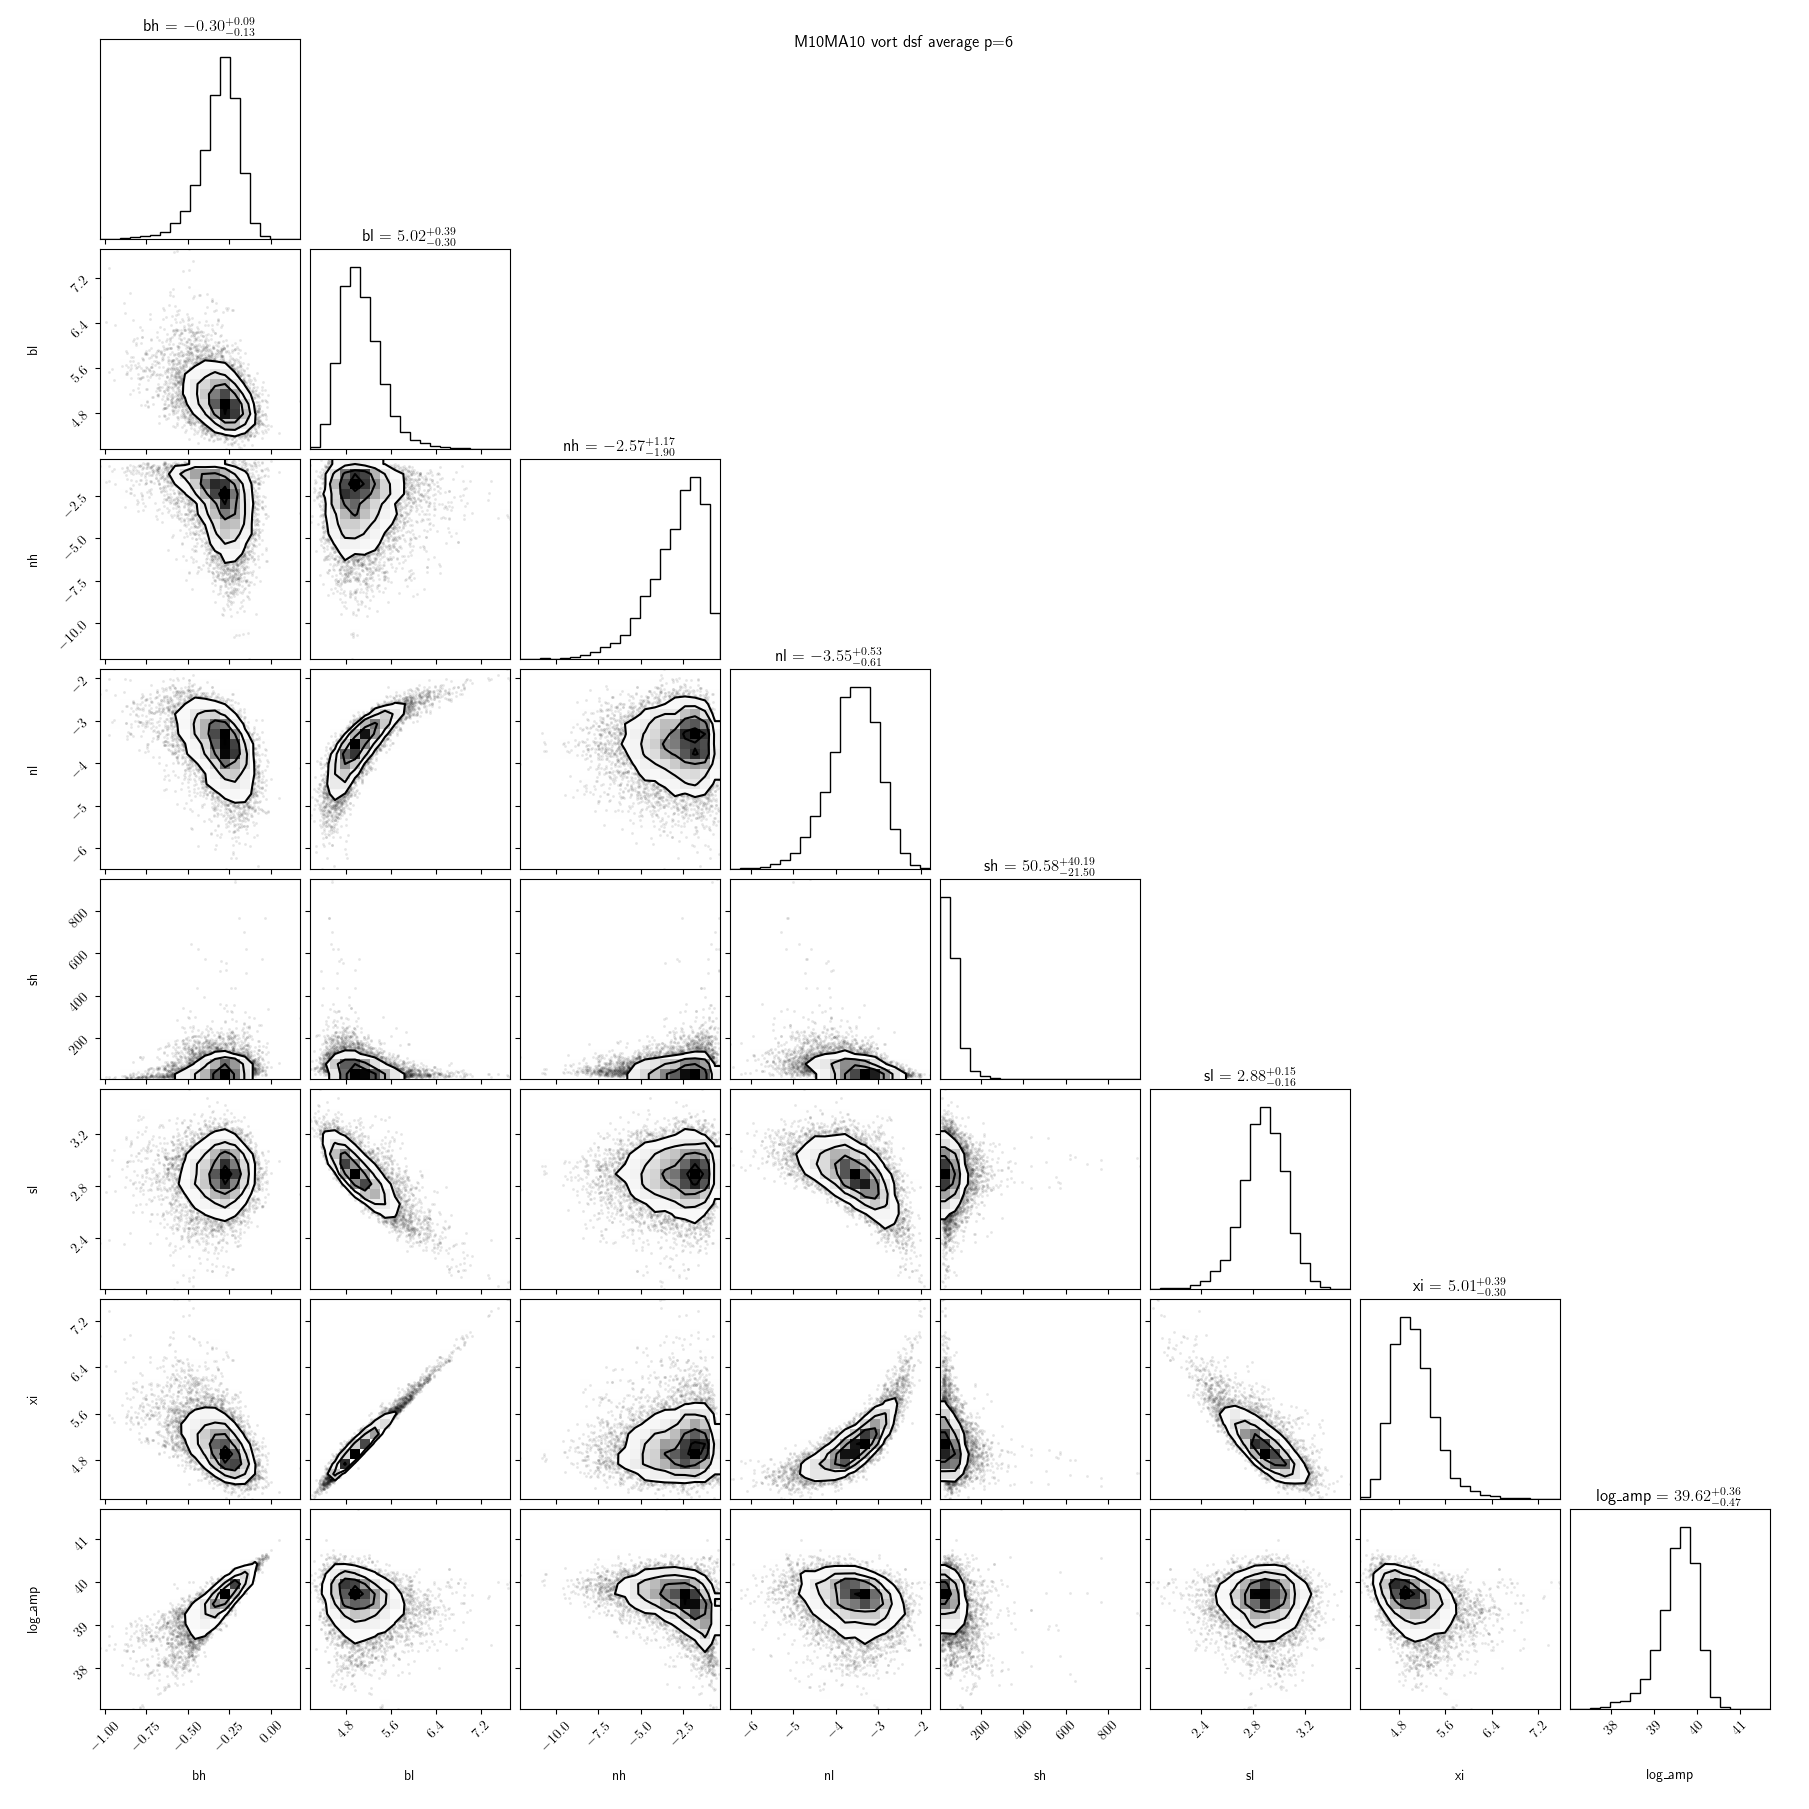 M10MA10 vort dsf average p=6
bh = −0.30+0.09−0.13
bl = 5.02+0.39−0.30
bl
7.2
6.4
5.6
4.8
nh = −2.57+1.17−1.90
nh
−2.5
−5.0
−7.5
−10.0
nl = −3.55+0.53−0.61
nl
−2
−3
−4
−5
−6
sh = 50.58+40.19−21.50
sh
800
600
400
200
sl = 2.88+0.15−0.16
sl
3.2
2.8
2.4
xi = 5.01+0.39−0.30
xi
7.2
6.4
5.6
4.8
log_amp = 39.62+0.36−0.47
log_amp
41
40
39
38
−1.00 −0.75 −0.50 −0.25 0.00 4.8 5.6 6.4 7.2 −10.0 −7.5 −5.0 −2.5 −6 −5 −4 −3 −2 200 400 600 800 2.4 2.8 3.2 4.8 5.6 6.4 7.2 38 39 40 41
bh bl nh nl sh sl xi log_amp